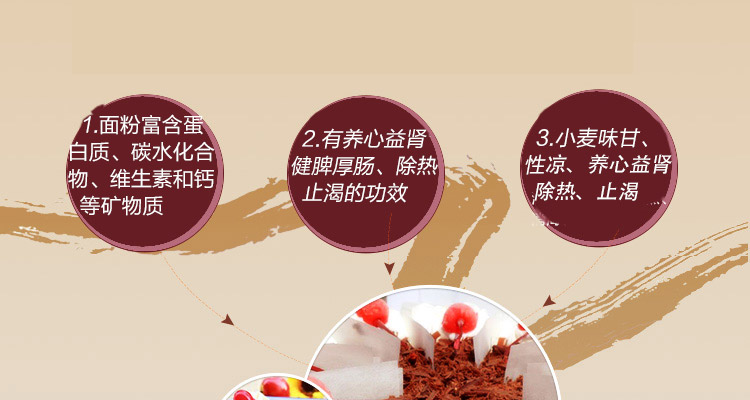 1.面粉富含蛋
白质、碳水化合
物、维生素和钙
等矿物质
2.有养心益肾
健脾厚肠、除热
止渴的功效
3.小麦味甘、
性凉、养心益肾
除热、止渴